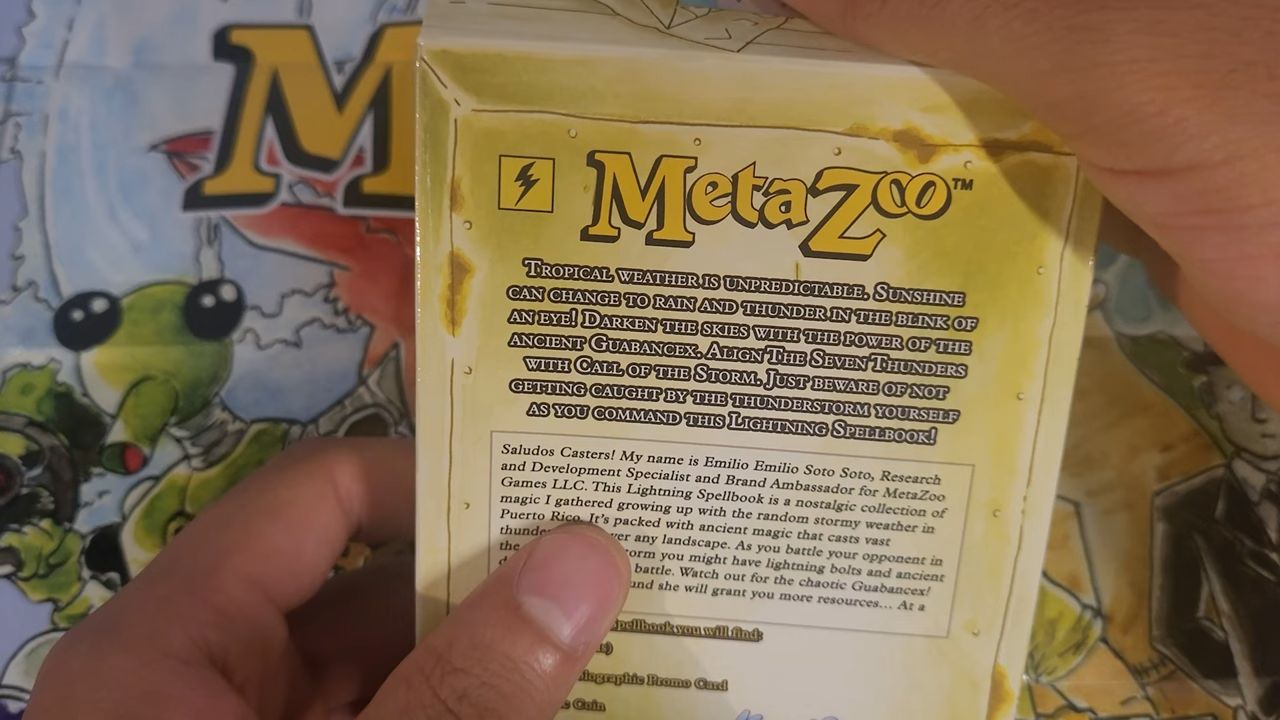 M
MetaZoo™
Tropical weather is unpredictable. Sunshine
can change to rain and thunder in the blink of
an eye! Darken the skies with the power of the
ancient Guabancex. Align The Seven Thunders
with Call of the Storm. Just beware of not
getting caught by the thunderstorm yourself
as you command this Lightning Spellbook!
Saludos Casters! My name is Emilio Emilio Soto Soto, Research
and Development Specialist and Brand Ambassador for MetaZoo
Games LLC. This Lightning Spellbook is a nostalgic collection of
magic I gathered growing up with the random stormy weather in
Puerto Rico. It's packed with ancient magic that casts vast
any landscape. As you battle your opponent in
the you might have lightning bolts and ancient
battle. Watch out for the chaotic Guabancex!
and she will grant you more resources... At a
Spellbook you will find:
Promo Card
Coin